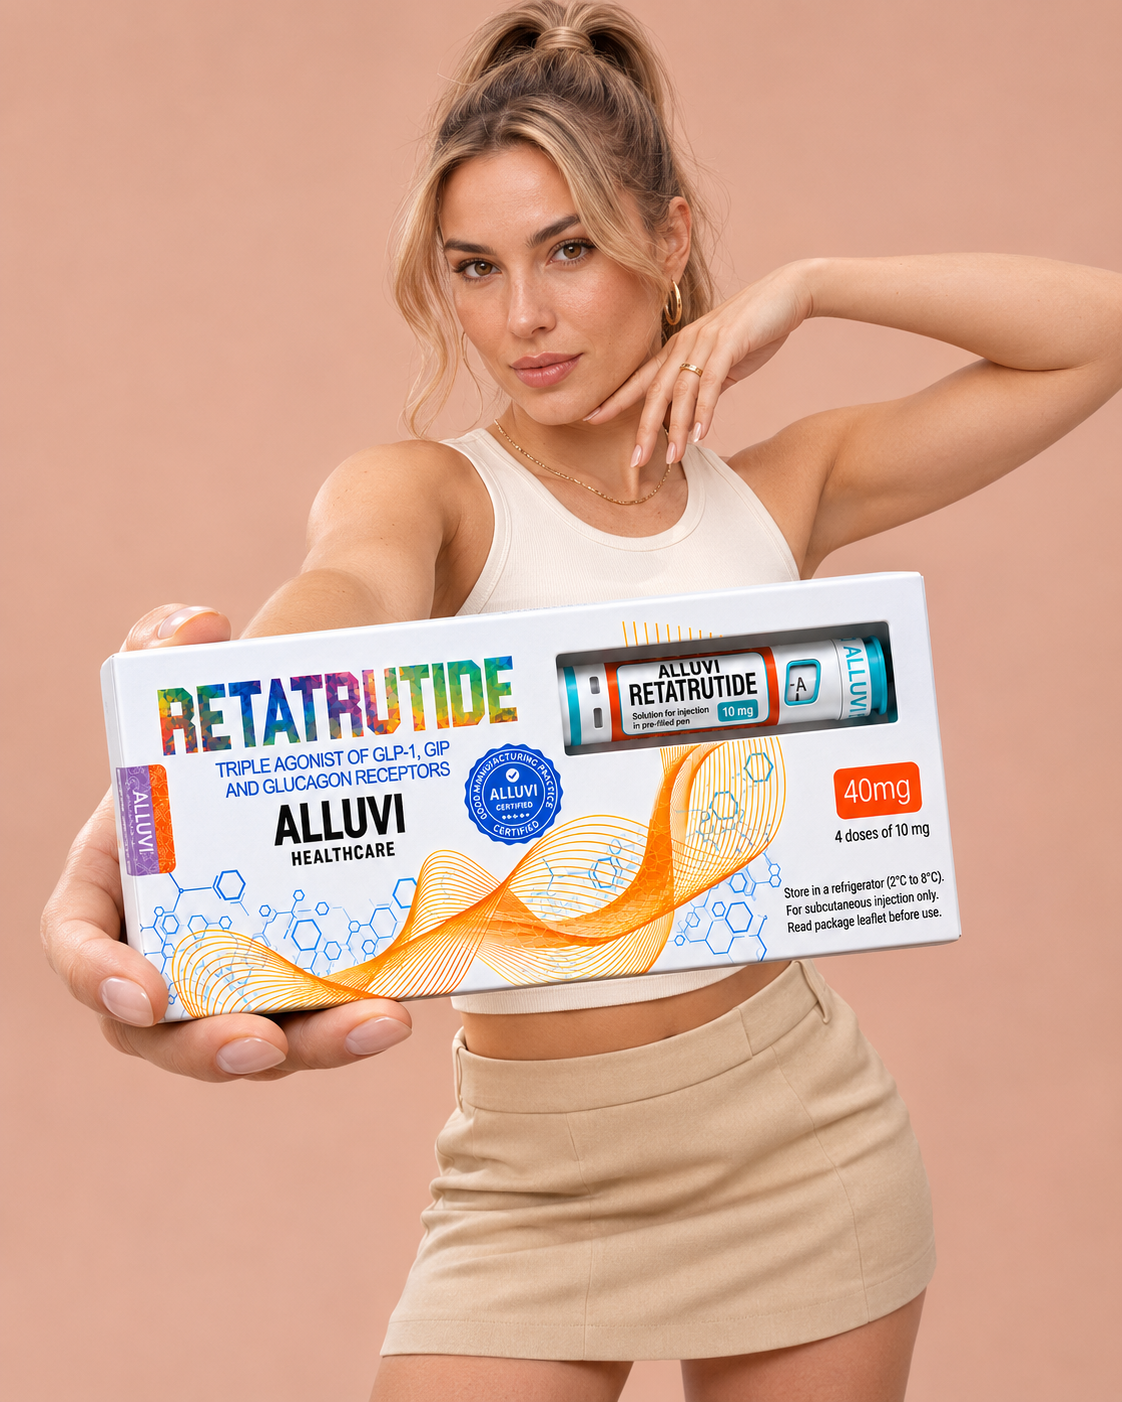 RETATRUTIDE
TRIPLE AGONIST OF GLP-1, GIP
AND GLUCAGON RECEPTORS
ALLUVI
HEALTHCARE
ALLUVI
GOOD MANUFACTURING PRACTICE
ALLUVI
CERTIFIED
CERTIFIED
ALLUVI
RETATRUTIDE
Solution for injection
in pre-filled pen
10 mg
-A
ALLUVI
40mg
4 doses of 10 mg
Store in a refrigerator (2°C to 8°C).
For subcutaneous injection only.
Read package leaflet before use.